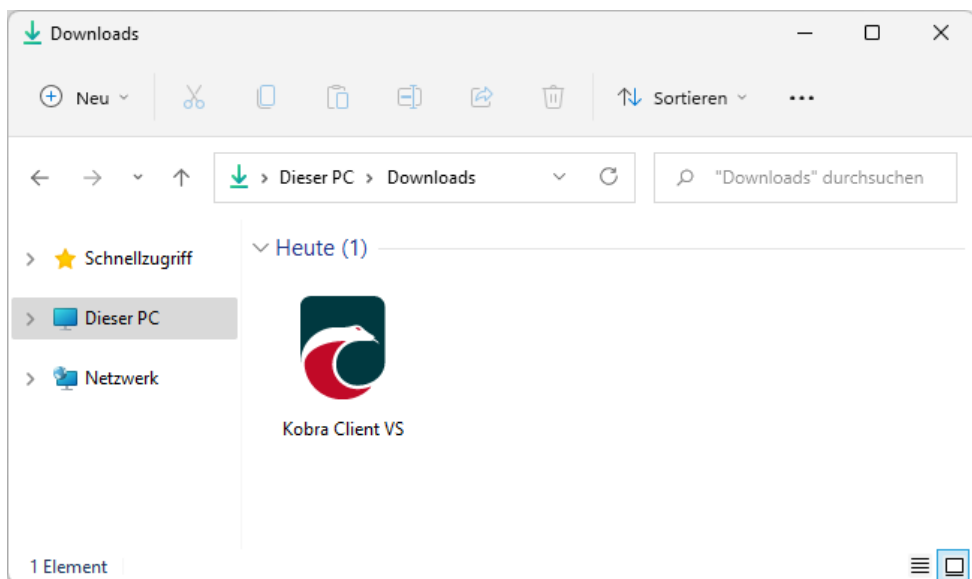 Downloads
Neu
Sortieren
Dieser PC > Downloads
"Downloads" durchsuchen
Schnellzugriff
Dieser PC
Netzwerk
Heute (1)
Kobra Client VS
1 Element